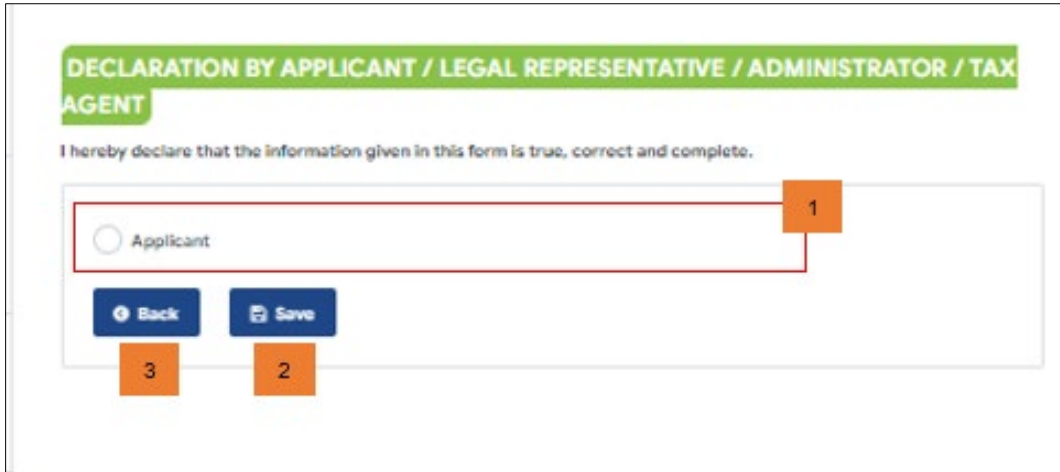 DECLARATION BY APPLICANT / LEGAL REPRESENTATIVE / ADMINISTRATOR / TAX
AGENT
I hereby declare that the information given in this form is true, correct and complete.
1
Applicant
Back Save
3 2